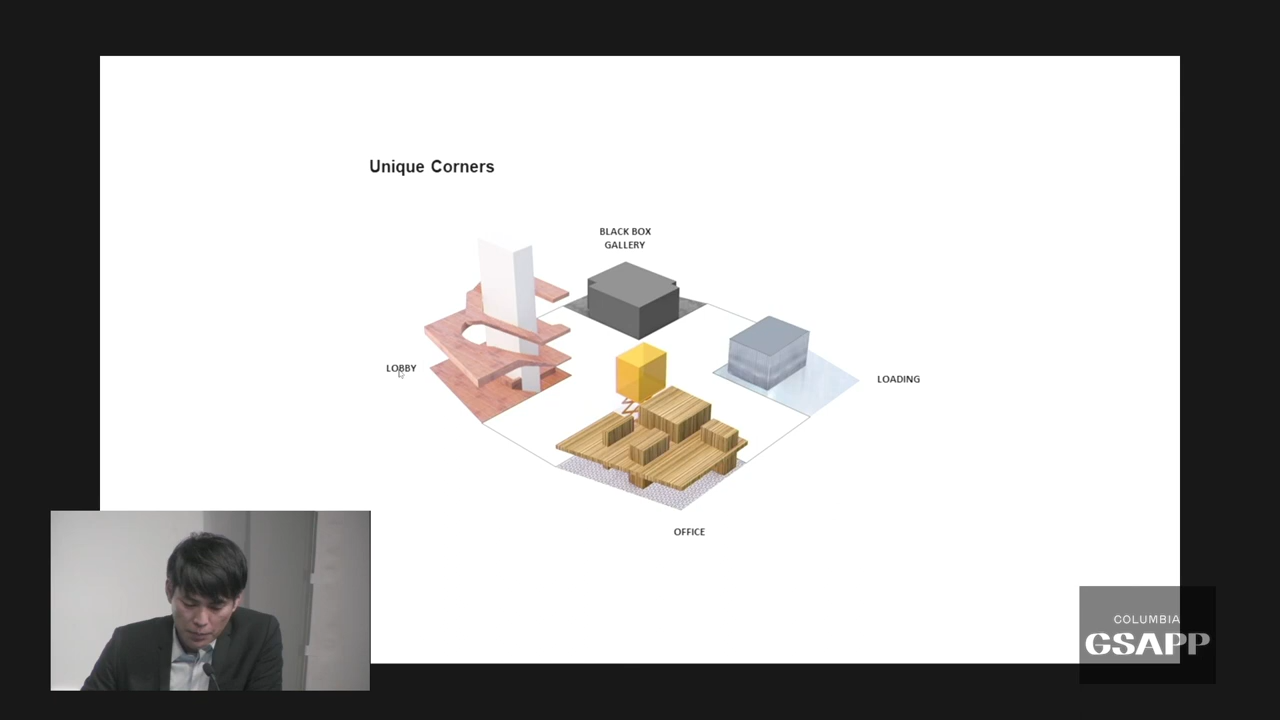 Unique Corners
BLACK BOX
GALLERY
LOBBY
LOADING
OFFICE
COLUMBIA
GSAPP